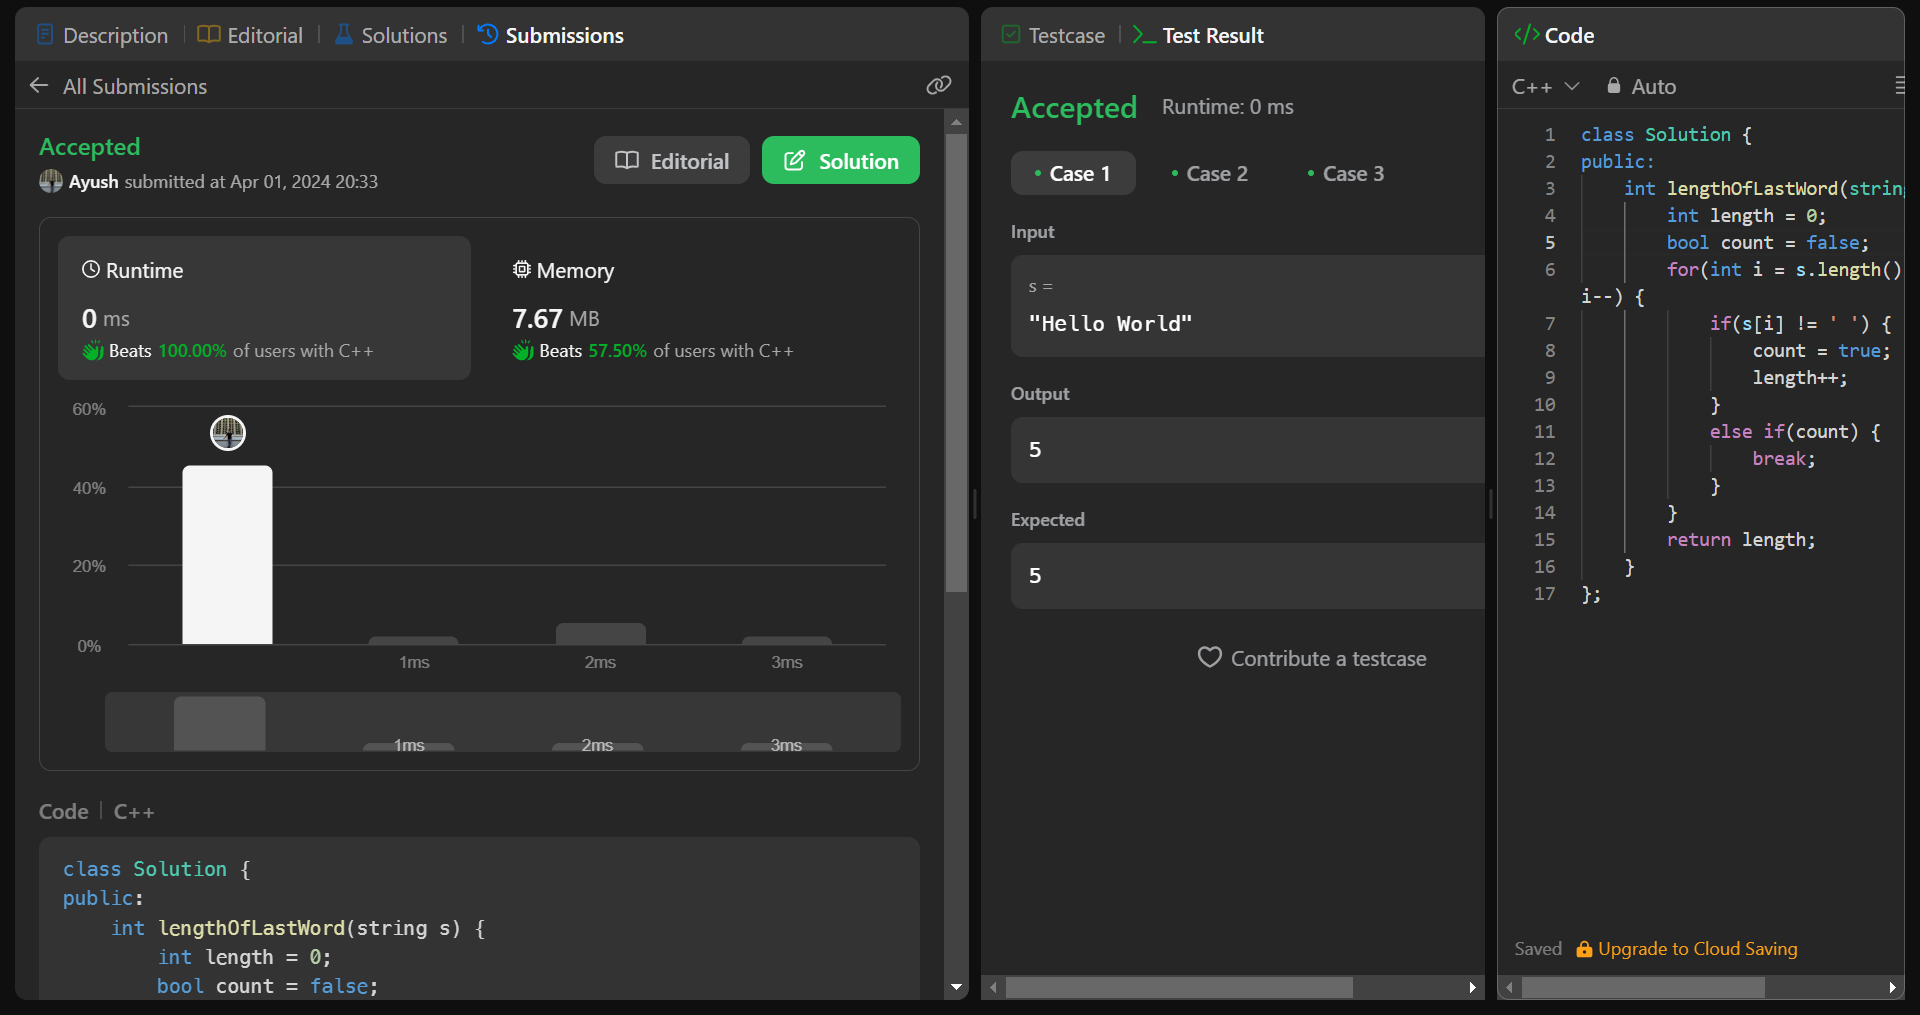 Description
Editorial
Solutions
Submissions
All Submissions
Accepted
Ayush submitted at Apr 01, 2024 20:33
Editorial
Solution
Runtime
0 ms
Beats 100.00% of users with C++
Memory
7.67 MB
Beats 57.50% of users with C++
60%
40%
20%
0%
1ms
2ms
3ms
1ms
2ms
3ms
Code
C++
class Solution {
public:
    int lengthOfLastWord(string s) {
        int length = 0;
        bool count = false;
Testcase
Test Result
Accepted
Runtime: 0 ms
Case 1
Case 2
Case 3
Input
s =
"Hello World"
Output
5
Expected
5
Contribute a testcase
</> Code
C++
Auto
1 class Solution {
2 public:
3     int lengthOfLastWord(string
4         int length = 0;
5         bool count = false;
6         for(int i = s.length()
i--) {
7             if(s[i] != ' ') {
8                 count = true;
9                 length++;
10             }
11             else if(count) {
12                 break;
13             }
14         }
15         return length;
16     }
17 };
Saved
Upgrade to Cloud Saving